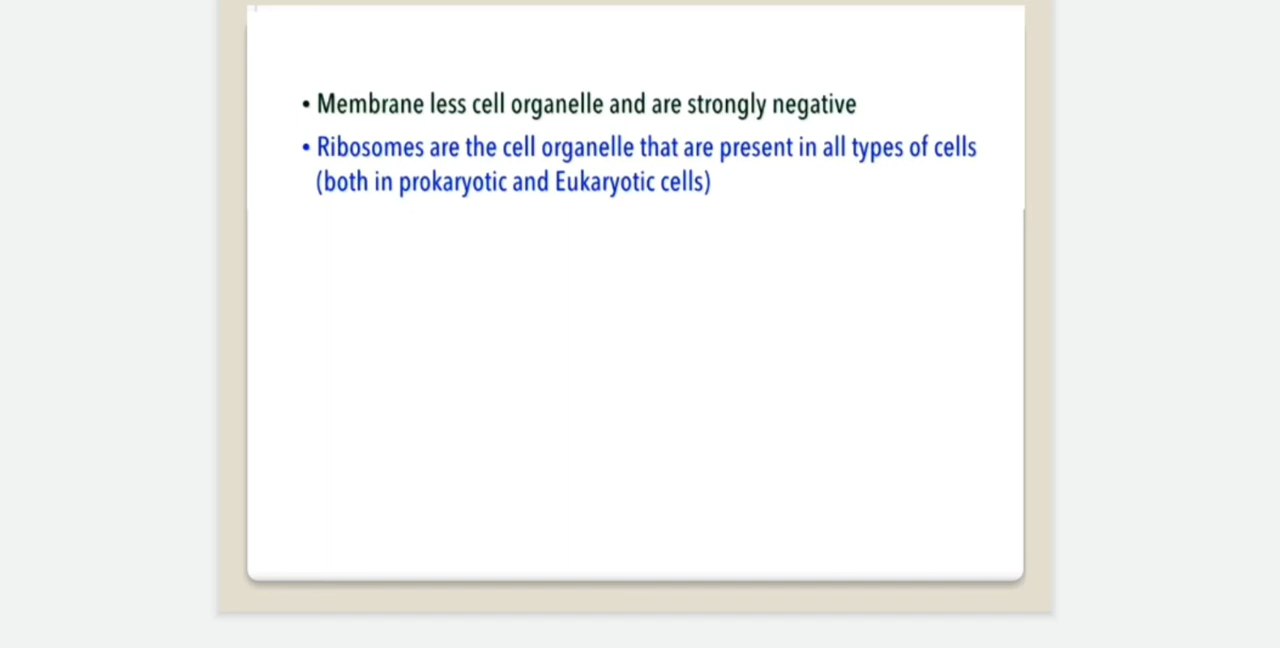 • Membrane less cell organelle and are strongly negative
• Ribosomes are the cell organelle that are present in all types of cells
(both in prokaryotic and Eukaryotic cells)